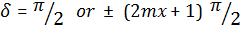 δ = π/2 or ± (2mx + 1) π/2